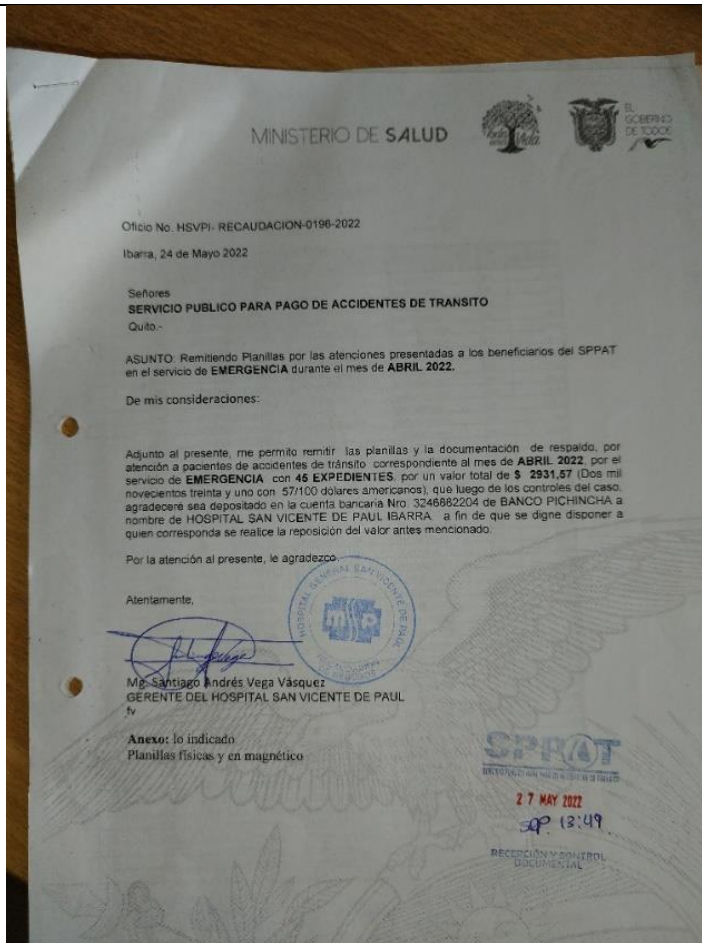 MINISTERIO DE SALUD
EL
GOBIERNO
DE TODOS
Oficio No. HSVPI- RECAUDACION-0196-2022
Ibarra, 24 de Mayo 2022
Señores
SERVICIO PUBLICO PARA PAGO DE ACCIDENTES DE TRANSITO
Quito.-
ASUNTO: Remitiendo Planillas por las atenciones presentadas a los beneficiarios del SPPAT
en el servicio de EMERGENCIA durante el mes de ABRIL 2022.
De mis consideraciones:
Adjunto al presente, me permito remitir las planillas y la documentación de respaldo, por
atención a pacientes de accidentes de tránsito correspondiente al mes de ABRIL 2022, por el
servicio de EMERGENCIA con 45 EXPEDIENTES, por un valor total de $ 2931,57 (Dos mil
novecientos treinta y uno con 57/100 dólares americanos), que luego de los controles del caso,
agradeceré sea depositado en la cuenta bancaria Nro. 3246882204 de BANCO PICHINCHA a
nombre de HOSPITAL SAN VICENTE DE PAUL IBARRA a fin de que se digne disponer a
quien corresponda se realice la reposición del valor antes mencionado.
Por la atención al presente, le agradezco.
Atentamente,
HOSPITAL GENERAL SAN VICENTE DE PAUL
msp
Mg. Santiago Andrés Vega Vásquez
GERENTE DEL HOSPITAL SAN VICENTE DE PAUL
fv
Anexo: lo indicado
Planillas físicas y en magnético
SPPAT
27 MAY 2022
13:49
RECEPCIÓN Y CONTROL
DOCUMENTAL